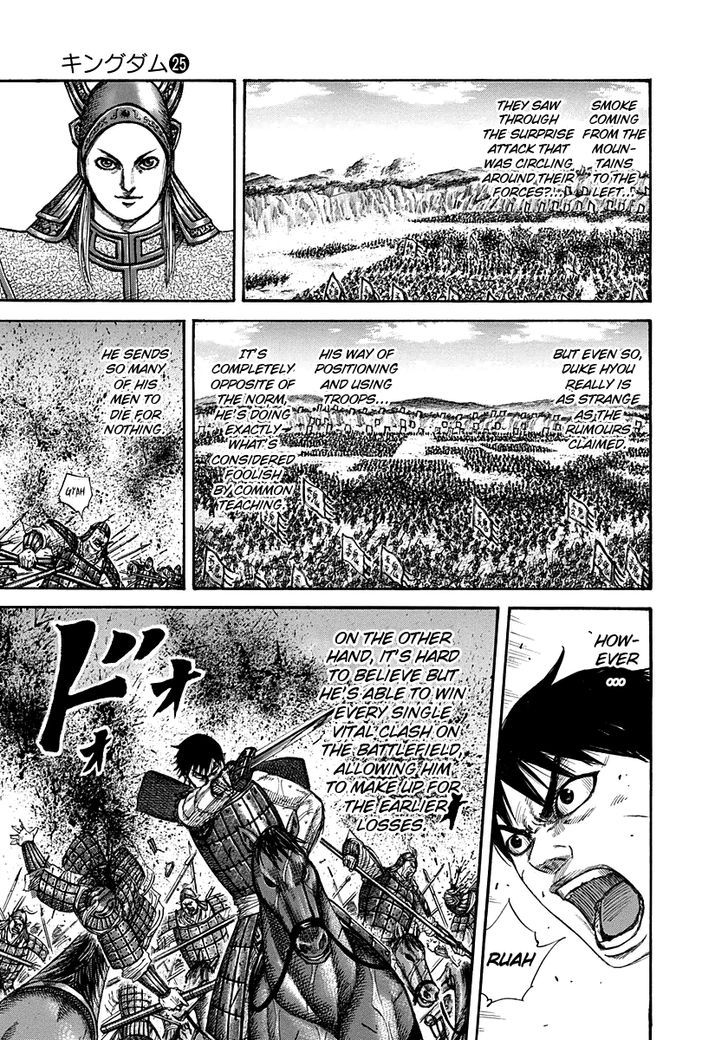 キングダム25
SMOKE
COMING
FROM THE
MOUN-
TAINS
TO THE
LEFT...
THEY SAW
THROUGH
THE SURPRISE
ATTACK THAT
WAS CIRCLING
AROUND THEIR
FORCES?...
BUT EVEN SO,
DUKE HYOU
REALLY IS
AS STRANGE
AS THE
RUMOURS
CLAIMED.
HIS WAY OF
POSITIONING
AND USING
TROOPS...
IT'S
COMPLETELY
OPPOSITE OF
THE NORM,
HE'S DOING
EXACTLY
WHAT'S
CONSIDERED
FOOLISH
BY COMMON
TEACHING.
HE SENDS
SO MANY
OF HIS
MEN TO
DIE FOR
NOTHING.
GYAH
HOW-
EVER
...
RUAH
ON THE OTHER
HAND, IT'S HARD
TO BELIEVE BUT
HE'S ABLE TO WIN
EVERY SINGLE
VITAL CLASH ON
THE BATTLEFIELD,
ALLOWING HIM
TO MAKE UP FOR
THE EARLIER
LOSSES.
ドォォォ